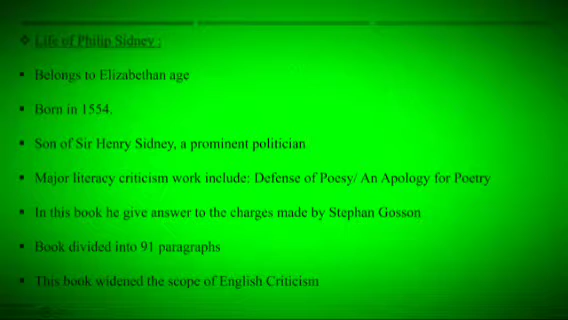 ❖ Life of Philip Sidney :
▪ Belongs to Elizabethan age
▪ Born in 1554.
▪ Son of Sir Henry Sidney, a prominent politician
▪ Major literacy criticism work include: Defense of Poesy/ An Apology for Poetry
▪ In this book he give answer to the charges made by Stephan Gosson
▪ Book divided into 91 paragraphs
▪ This book widened the scope of English Criticism